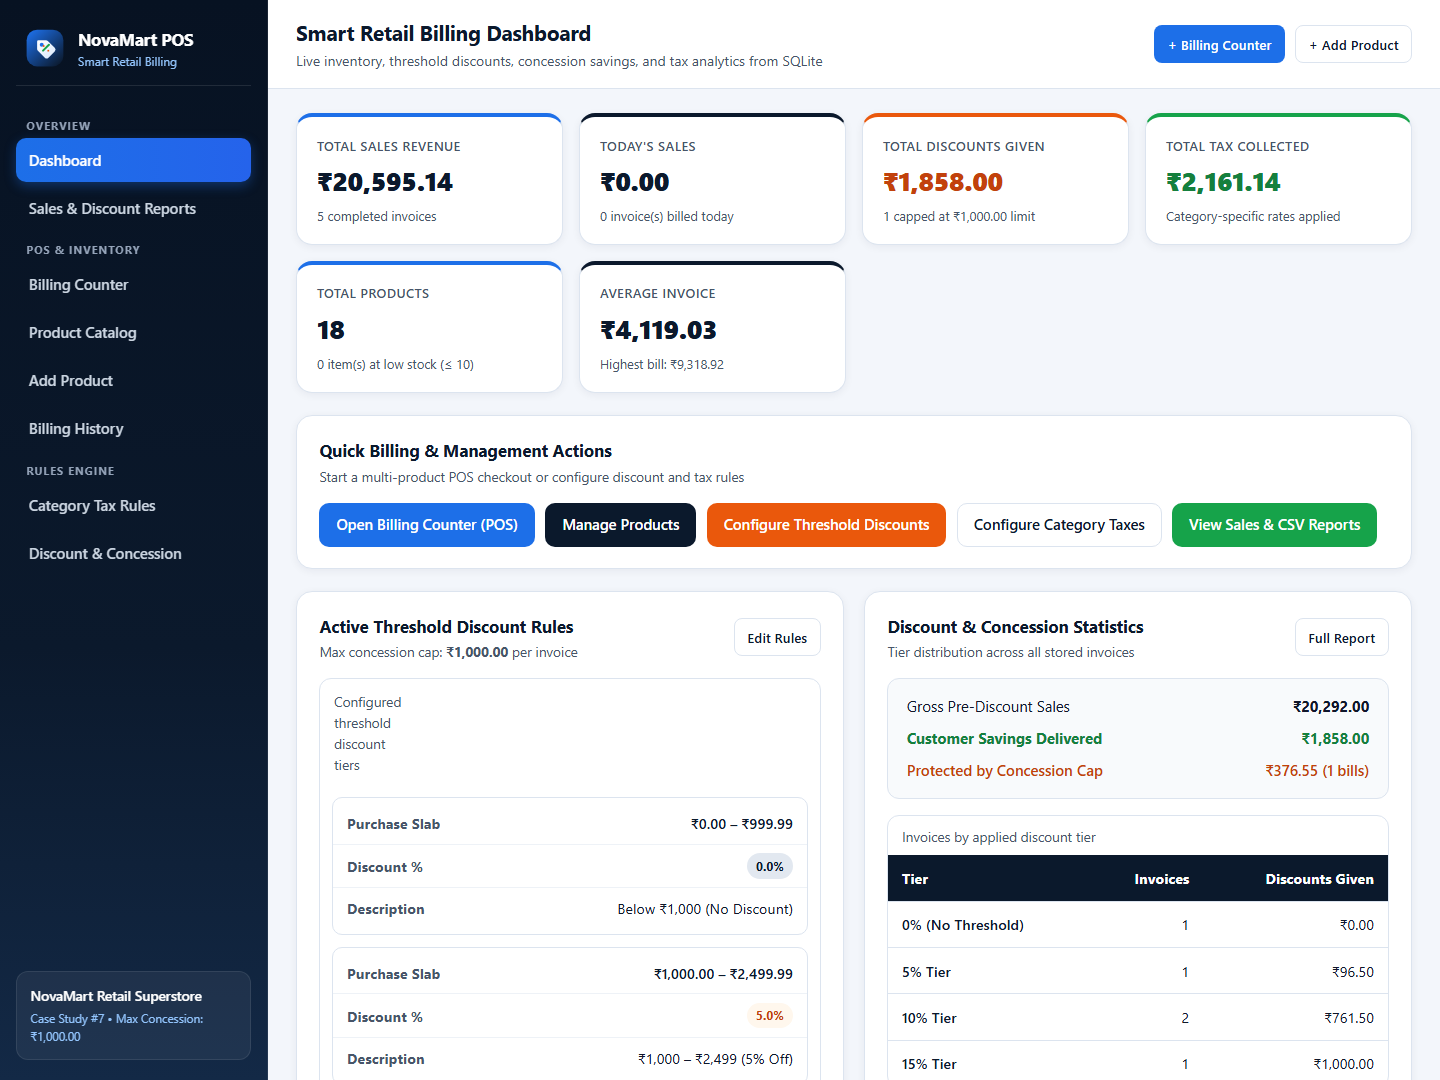 NovaMart POS
Smart Retail Billing
OVERVIEW
Dashboard
Sales & Discount Reports
POS & INVENTORY
Billing Counter
Product Catalog
Add Product
Billing History
RULES ENGINE
Category Tax Rules
Discount & Concession
NovaMart Retail Superstore
Case Study #7 • Max Concession:
₹1,000.00
Smart Retail Billing Dashboard
Live inventory, threshold discounts, concession savings, and tax analytics from SQLite
+ Billing Counter
+ Add Product
TOTAL SALES REVENUE
₹20,595.14
5 completed invoices
TODAY'S SALES
₹0.00
0 invoice(s) billed today
TOTAL DISCOUNTS GIVEN
₹1,858.00
1 capped at ₹1,000.00 limit
TOTAL TAX COLLECTED
₹2,161.14
Category-specific rates applied
TOTAL PRODUCTS
18
0 item(s) at low stock (≤ 10)
AVERAGE INVOICE
₹4,119.03
Highest bill: ₹9,318.92
Quick Billing & Management Actions
Start a multi-product POS checkout or configure discount and tax rules
Open Billing Counter (POS)
Manage Products
Configure Threshold Discounts
Configure Category Taxes
View Sales & CSV Reports
Active Threshold Discount Rules
Max concession cap: ₹1,000.00 per invoice
Edit Rules
Configured
threshold
discount
tiers
Purchase Slab ₹0.00 – ₹999.99
Discount % 0.0%
Description Below ₹1,000 (No Discount)
Purchase Slab ₹1,000.00 – ₹2,499.99
Discount % 5.0%
Description ₹1,000 – ₹2,499 (5% Off)
Discount & Concession Statistics
Tier distribution across all stored invoices
Full Report
Gross Pre-Discount Sales ₹20,292.00
Customer Savings Delivered ₹1,858.00
Protected by Concession Cap ₹376.55 (1 bills)
Invoices by applied discount tier
Tier Invoices Discounts Given
0% (No Threshold) 1 ₹0.00
5% Tier 1 ₹96.50
10% Tier 2 ₹761.50
15% Tier 1 ₹1,000.00